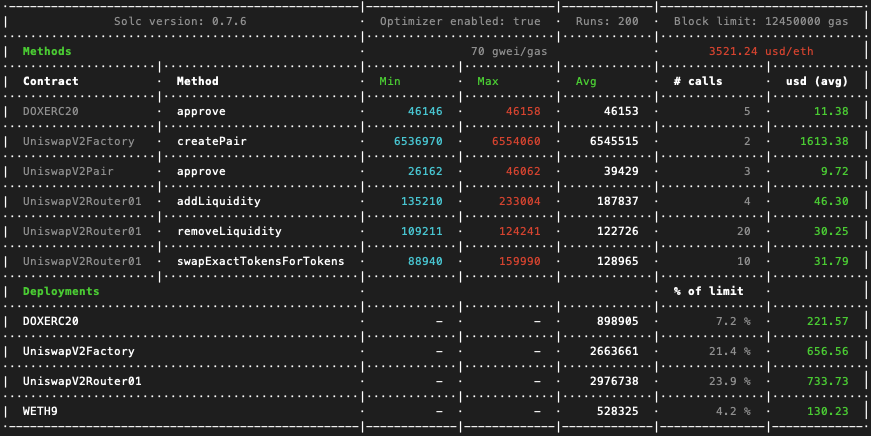 Solc version: 0.7.6 Optimizer enabled: true Runs: 200 Block limit: 12450000 gas
Methods 70 gwei/gas 3521.24 usd/eth
Contract Method Min Max Avg # calls usd (avg)
DOXERC20 approve 46146 46158 46153 5 11.38
UniswapV2Factory createPair 6536970 6554060 6545515 2 1613.38
UniswapV2Pair approve 26162 46062 39429 3 9.72
UniswapV2Router01 addLiquidity 135210 233004 187837 4 46.30
UniswapV2Router01 removeLiquidity 109211 124241 122726 20 30.25
UniswapV2Router01 swapExactTokensForTokens 88940 159990 128965 10 31.79
Deployments % of limit
DOXERC20 – – 898905 7.2 % 221.57
UniswapV2Factory – – 2663661 21.4 % 656.56
UniswapV2Router01 – – 2976738 23.9 % 733.73
WETH9 – – 528325 4.2 % 130.23